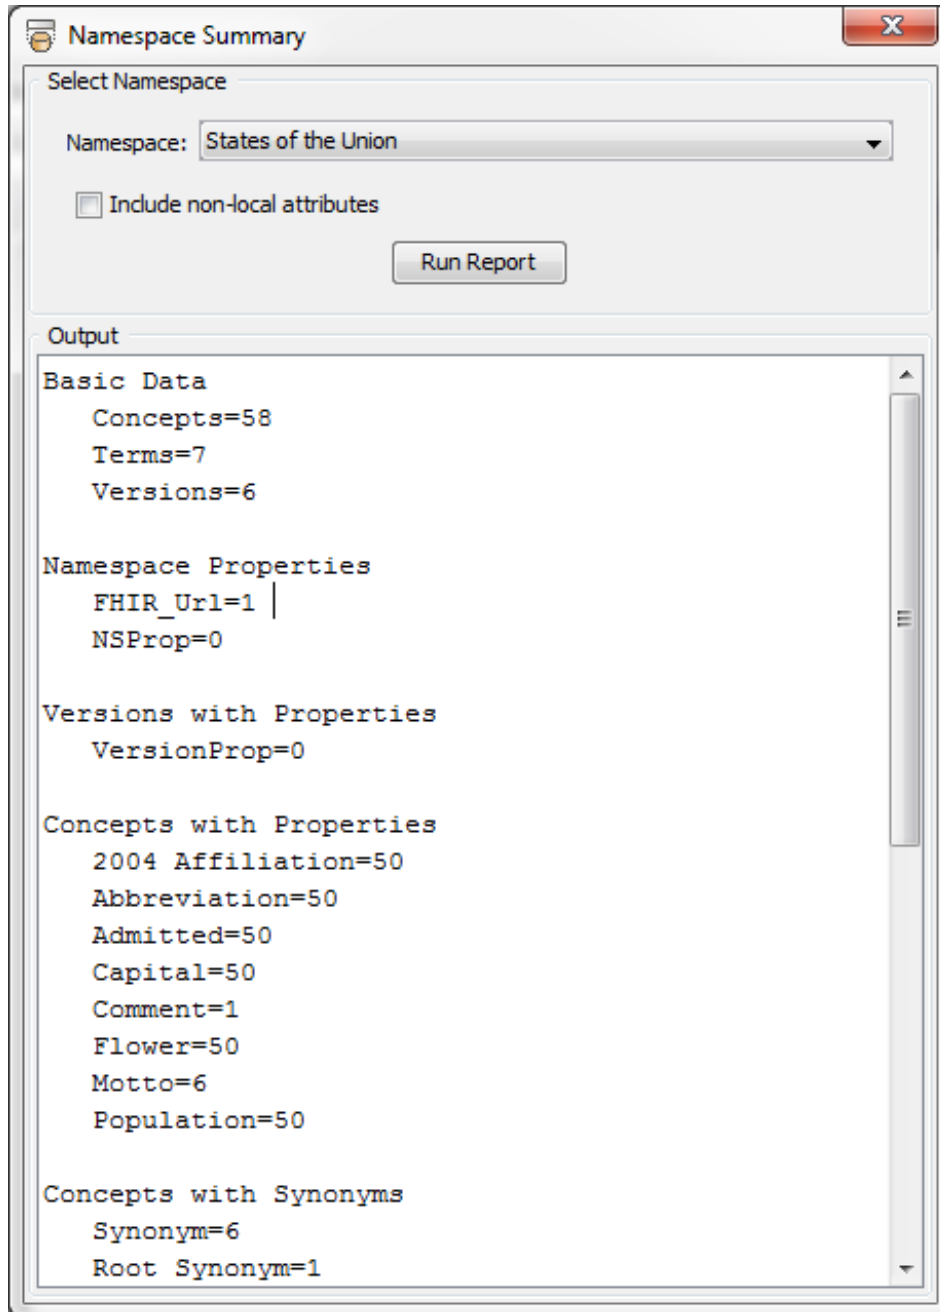 Namespace Summary
Select Namespace
Namespace: States of the Union
Include non-local attributes
Run Report
Output
Basic Data
Concepts=58
Terms=7
Versions=6
Namespace Properties
FHIR_Url=1
NSProp=0
Versions with Properties
VersionProp=0
Concepts with Properties
2004 Affiliation=50
Abbreviation=50
Admitted=50
Capital=50
Comment=1
Flower=50
Motto=6
Population=50
Concepts with Synonyms
Synonym=6
Root Synonym=1